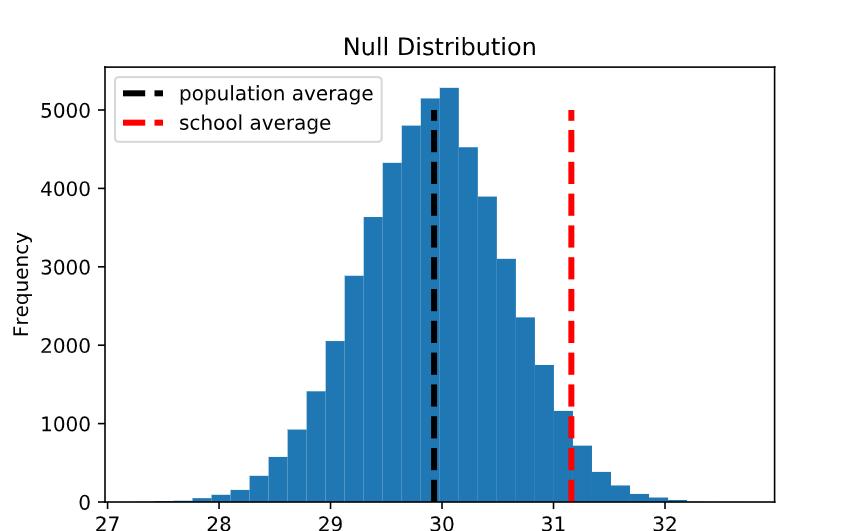 Null Distribution
population average
school average
Frequency
5000
4000
3000
2000
1000
0
27 28 29 30 31 32